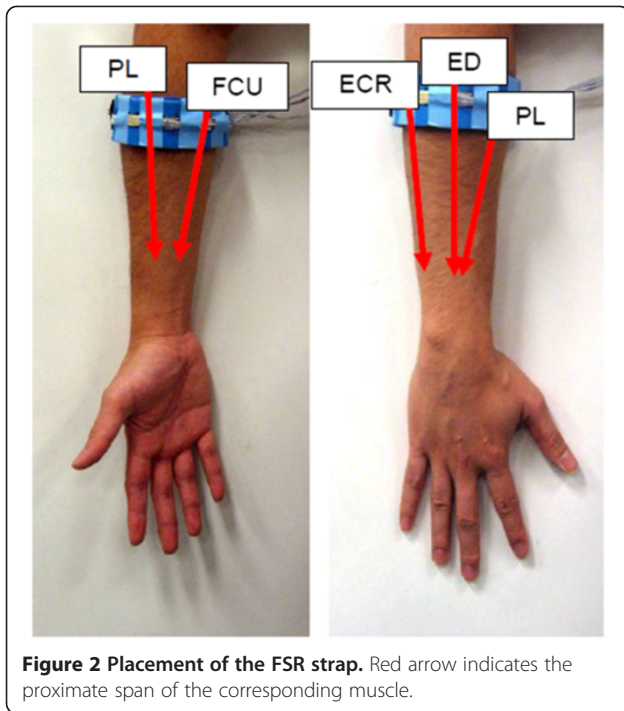 PL
FCU
ECR
ED
PL
Figure 2 Placement of the FSR strap. Red arrow indicates the
proximate span of the corresponding muscle.